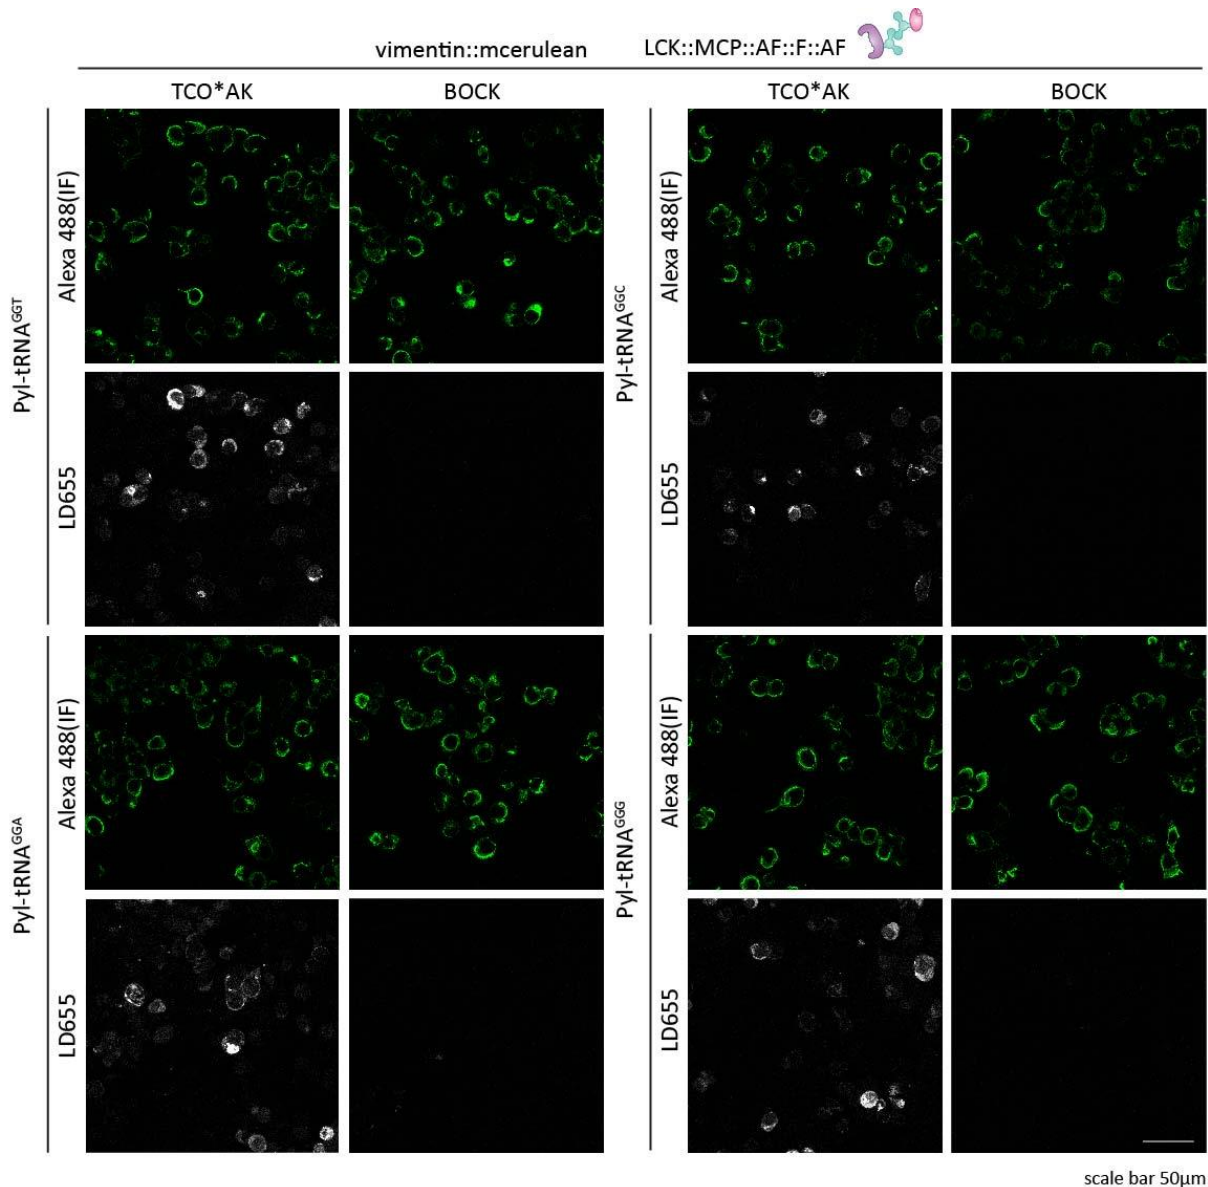 vimentin::mcerulean LCK::MCP::AF::F::AF
TCO*AK BOCK TCO*AK BOCK
Pyl-tRNAᴳᴳᵀ
Alexa 488(IF)
LD655
Pyl-tRNAᴳᴳC
Alexa 488(IF)
LD655
Pyl-tRNAᴳᴳᴬ
Alexa 488(IF)
LD655
Pyl-tRNAᴳᴳᴳ
Alexa 488(IF)
LD655
scale bar 50µm